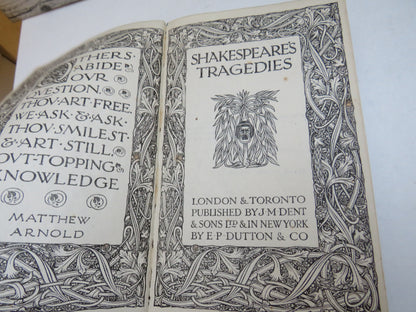 THERS
ABIDE
OVR
VESTION.
THOV·ART·FREE.
WE·ASK·&·ASK·
THOV·SMILEST
& ART·STILL,
OVT-TOPPING
KNOWLEDGE
MATTHEW
ARNOLD
SHAKESPEARE'S
TRAGEDIES
LONDON & TORONTO
PUBLISHED BY J·M·DENT
& SONS LTD & IN NEW YORK
BY E·P·DUTTON & CO